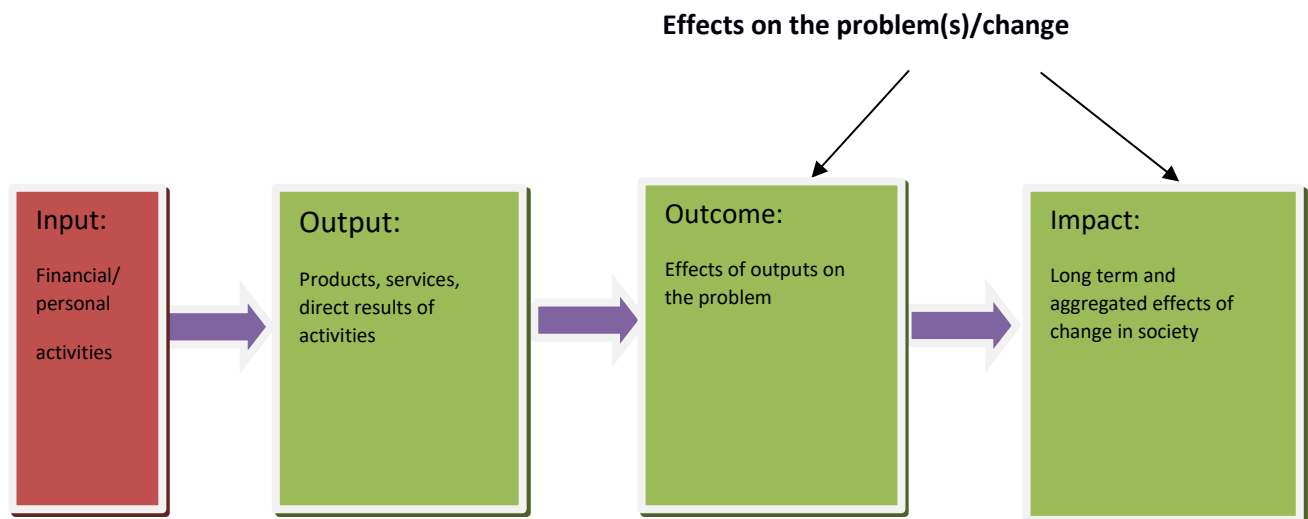 Effects on the problem(s)/change
Input:
Financial/
personal
activities
Output:
Products, services,
direct results of
activities
Outcome:
Effects of outputs on
the problem
Impact:
Long term and
aggregated effects of
change in society